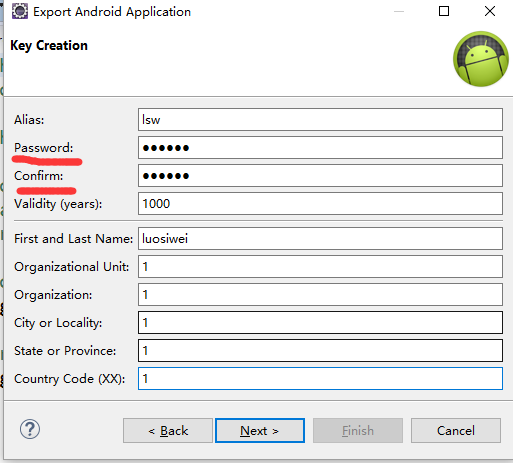 Export Android Application
Key Creation
Alias: lsw
Password: ●●●●●●
Confirm: ●●●●●●
Validity (years): 1000
First and Last Name: luosiwei
Organizational Unit: 1
Organization: 1
City or Locality: 1
State or Province: 1
Country Code (XX): 1
? < Back Next > Finish Cancel